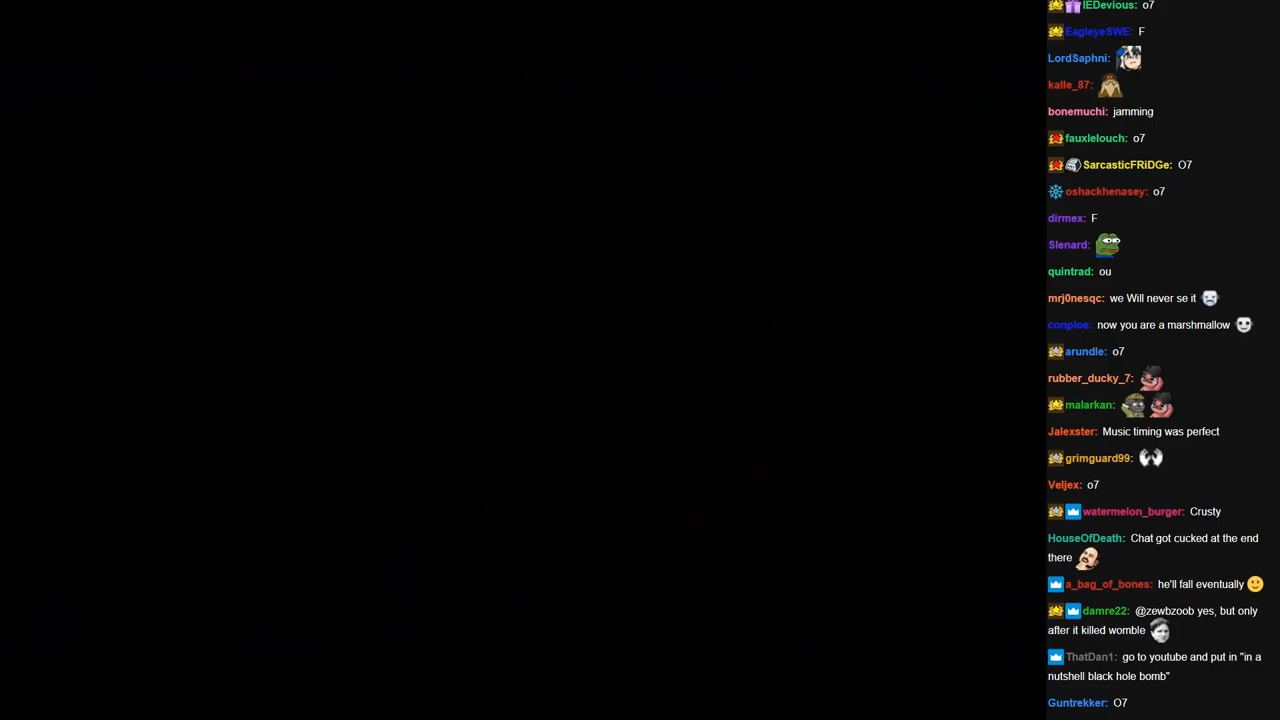 IEDevious: o7
EagleyeSWE: F
LordSaphni:
kalle_87:
bonemuchi: jamming
fauxlelouch: o7
SarcasticFRiDGe: O7
oshackhenasey: o7
dirmex: F
Slenard:
quintrad: ou
mrj0nesqc: we Will never se it
conploe: now you are a marshmallow
arundle: o7
rubber_ducky_7:
malarkan:
Jalexster: Music timing was perfect
grimguard99:
Veljex: o7
watermelon_burger: Crusty
HouseOfDeath: Chat got cucked at the end
there
a_bag_of_bones: he'll fall eventually
damre22: @zewbzoob yes, but only
after it killed womble
ThatDan1: go to youtube and put in "in a
nutshell black hole bomb"
Guntrekker: O7